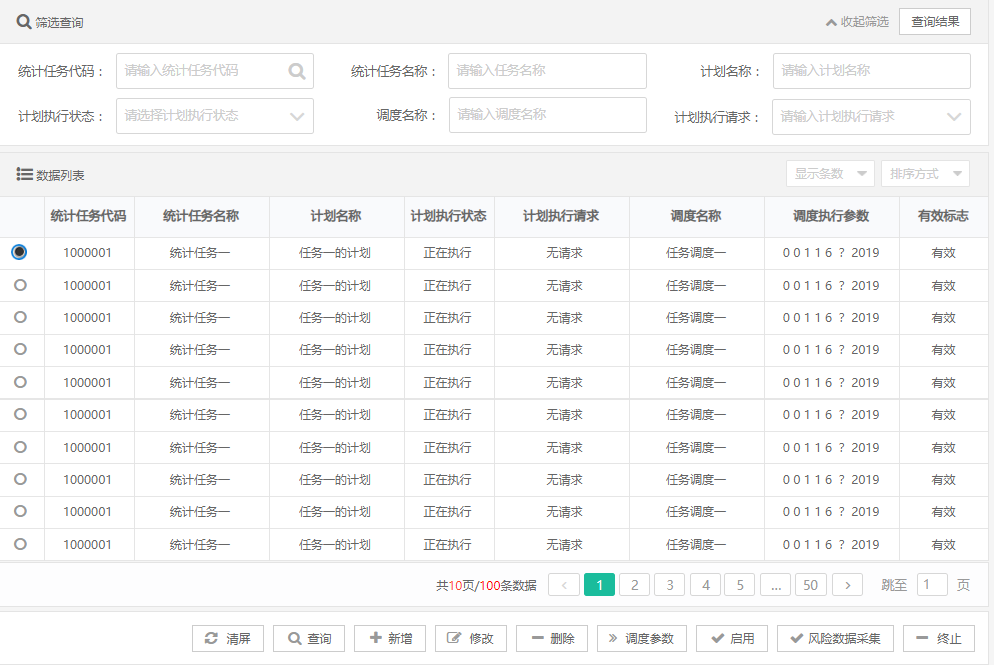 筛选查询 收起筛选 查询结果
统计任务代码： 请输入统计任务代码 统计任务名称： 请输入任务名称 计划名称： 请输入计划名称
计划执行状态： 请选择计划执行状态 调度名称： 请输入调度名称 计划执行请求： 请输入计划执行请求
数据列表 显示条数 排序方式
统计任务代码 统计任务名称 计划名称 计划执行状态 计划执行请求 调度名称 调度执行参数 有效标志
1000001 统计任务一 任务一的计划 正在执行 无请求 任务调度一 0 0 1 1 6 ? 2019 有效
1000001 统计任务一 任务一的计划 正在执行 无请求 任务调度一 0 0 1 1 6 ? 2019 有效
1000001 统计任务一 任务一的计划 正在执行 无请求 任务调度一 0 0 1 1 6 ? 2019 有效
1000001 统计任务一 任务一的计划 正在执行 无请求 任务调度一 0 0 1 1 6 ? 2019 有效
1000001 统计任务一 任务一的计划 正在执行 无请求 任务调度一 0 0 1 1 6 ? 2019 有效
1000001 统计任务一 任务一的计划 正在执行 无请求 任务调度一 0 0 1 1 6 ? 2019 有效
1000001 统计任务一 任务一的计划 正在执行 无请求 任务调度一 0 0 1 1 6 ? 2019 有效
1000001 统计任务一 任务一的计划 正在执行 无请求 任务调度一 0 0 1 1 6 ? 2019 有效
1000001 统计任务一 任务一的计划 正在执行 无请求 任务调度一 0 0 1 1 6 ? 2019 有效
1000001 统计任务一 任务一的计划 正在执行 无请求 任务调度一 0 0 1 1 6 ? 2019 有效
共10页/100条数据 < 1 2 3 4 5 ... 50 > 跳至 1 页
清屏 查询 新增 修改 删除 调度参数 启用 风险数据采集 终止